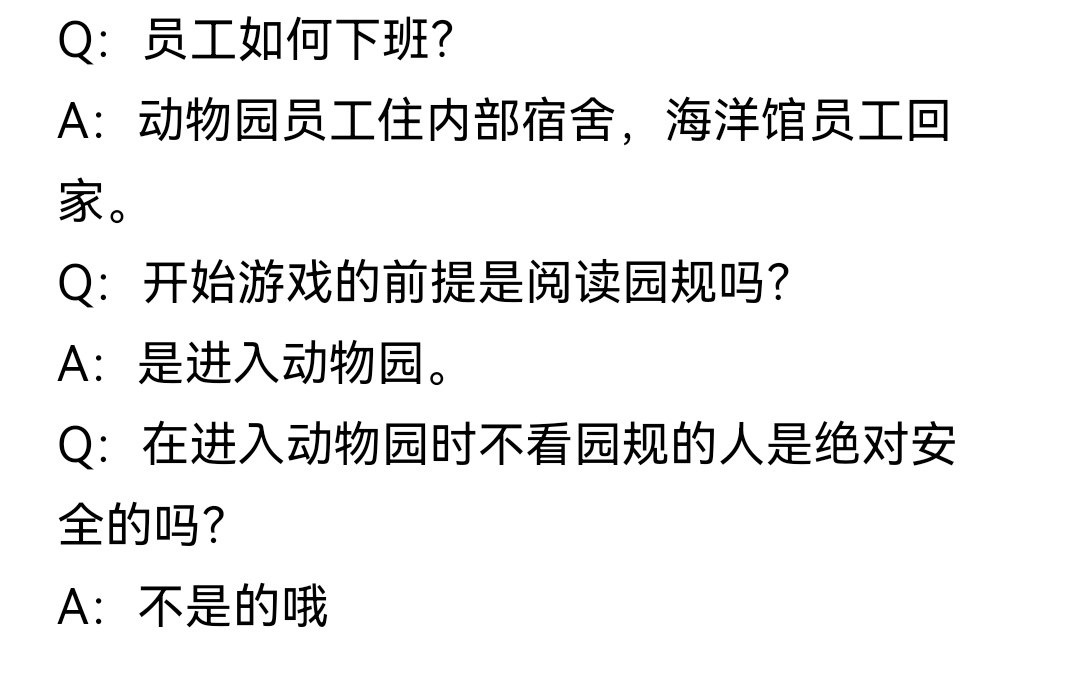 Q：员工如何下班？
A：动物园员工住内部宿舍，海洋馆员工回
家。
Q：开始游戏的前提是阅读园规吗？
A：是进入动物园。
Q：在进入动物园时不看园规的人是绝对安
全的吗？
A：不是的哦